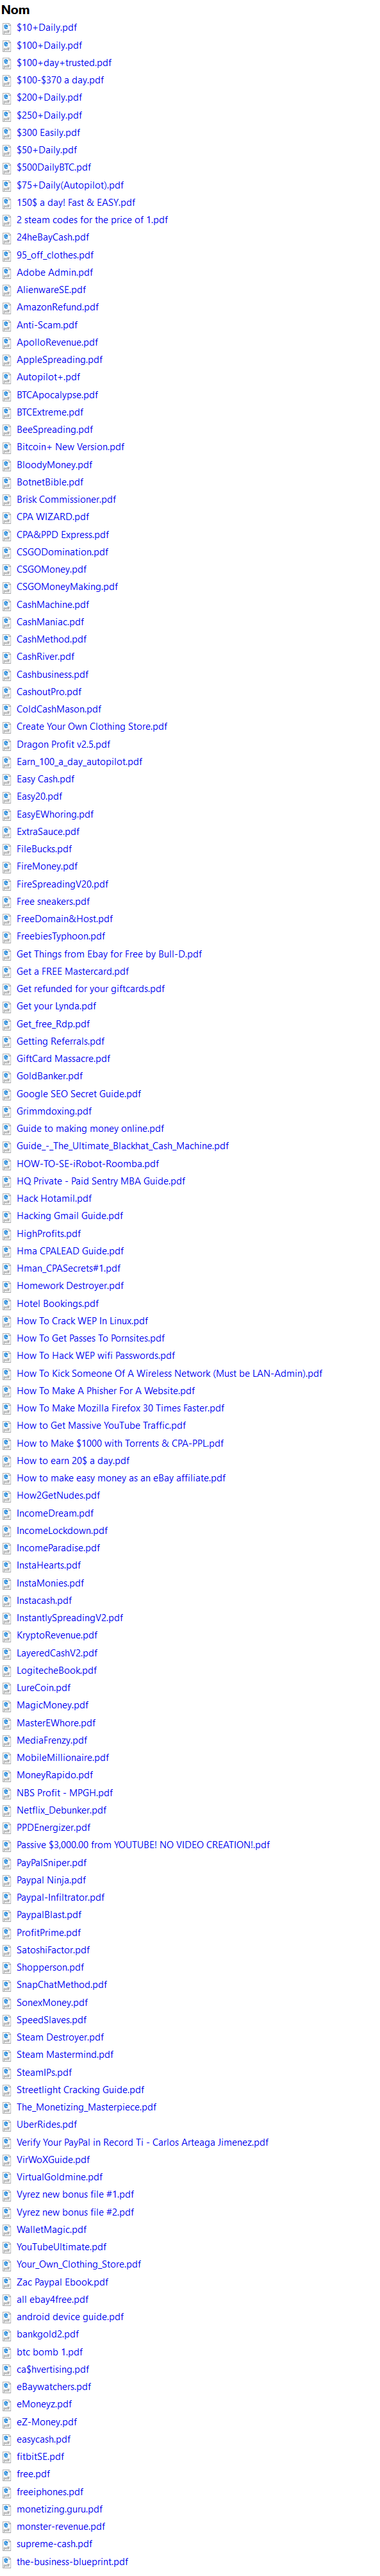 Nom
$10+Daily.pdf
$100+Daily.pdf
$100+day+trusted.pdf
$100-$370 a day.pdf
$200+Daily.pdf
$250+Daily.pdf
$300 Easily.pdf
$50+Daily.pdf
$500DailyBTC.pdf
$75+Daily(Autopilot).pdf
150$ a day! Fast & EASY.pdf
2 steam codes for the price of 1.pdf
24heBayCash.pdf
95_off_clothes.pdf
Adobe Admin.pdf
AlienwareSE.pdf
AmazonRefund.pdf
Anti-Scam.pdf
ApolloRevenue.pdf
AppleSpreading.pdf
Autopilot+.pdf
BTCApocalypse.pdf
BTCExtreme.pdf
BeeSpreading.pdf
Bitcoin+ New Version.pdf
BloodyMoney.pdf
BotnetBible.pdf
Brisk Commissioner.pdf
CPA WIZARD.pdf
CPA&PPD Express.pdf
CSGODomination.pdf
CSGOMoney.pdf
CSGOMoneyMaking.pdf
CashMachine.pdf
CashManiac.pdf
CashMethod.pdf
CashRiver.pdf
Cashbusiness.pdf
CashoutPro.pdf
ColdCashMason.pdf
Create Your Own Clothing Store.pdf
Dragon Profit v2.5.pdf
Earn_100_a_day_autopilot.pdf
Easy Cash.pdf
Easy20.pdf
EasyEWhoring.pdf
ExtraSauce.pdf
FileBucks.pdf
FireMoney.pdf
FireSpreadingV20.pdf
Free sneakers.pdf
FreeDomain&Host.pdf
FreebiesTyphoon.pdf
Get Things from Ebay for Free by Bull-D.pdf
Get a FREE Mastercard.pdf
Get refunded for your giftcards.pdf
Get your Lynda.pdf
Get_free_Rdp.pdf
Getting Referrals.pdf
GiftCard Massacre.pdf
GoldBanker.pdf
Google SEO Secret Guide.pdf
Grimmdoxing.pdf
Guide to making money online.pdf
Guide_-_The_Ultimate_Blackhat_Cash_Machine.pdf
HOW-TO-SE-iRobot-Roomba.pdf
HQ Private - Paid Sentry MBA Guide.pdf
Hack Hotamil.pdf
Hacking Gmail Guide.pdf
HighProfits.pdf
Hma CPALEAD Guide.pdf
Hman_CPASecrets#1.pdf
Homework Destroyer.pdf
Hotel Bookings.pdf
How To Crack WEP In Linux.pdf
How To Get Passes To Pornsites.pdf
How To Hack WEP wifi Passwords.pdf
How To Kick Someone Of A Wireless Network (Must be LAN-Admin).pdf
How To Make A Phisher For A Website.pdf
How To Make Mozilla Firefox 30 Times Faster.pdf
How to Get Massive YouTube Traffic.pdf
How to Make $1000 with Torrents & CPA-PPL.pdf
How to earn 20$ a day.pdf
How to make easy money as an eBay affiliate.pdf
How2GetNudes.pdf
IncomeDream.pdf
IncomeLockdown.pdf
IncomeParadise.pdf
InstaHearts.pdf
InstaMonies.pdf
Instacash.pdf
InstantlySpreadingV2.pdf
KryptoRevenue.pdf
LayeredCashV2.pdf
LogitecheBook.pdf
LureCoin.pdf
MagicMoney.pdf
MasterEWhore.pdf
MediaFrenzy.pdf
MobileMillionaire.pdf
MoneyRapido.pdf
NBS Profit - MPGH.pdf
Netflix_Debunker.pdf
PPDEnergizer.pdf
Passive $3,000.00 from YOUTUBE! NO VIDEO CREATION!.pdf
PayPalSniper.pdf
Paypal Ninja.pdf
Paypal-Infiltrator.pdf
PaypalBlast.pdf
ProfitPrime.pdf
SatoshiFactor.pdf
Shopperson.pdf
SnapChatMethod.pdf
SonexMoney.pdf
SpeedSlaves.pdf
Steam Destroyer.pdf
Steam Mastermind.pdf
SteamIPs.pdf
Streetlight Cracking Guide.pdf
The_Monetizing_Masterpiece.pdf
UberRides.pdf
Verify Your PayPal in Record Ti - Carlos Arteaga Jimenez.pdf
VirWoXGuide.pdf
VirtualGoldmine.pdf
Vyrez new bonus file #1.pdf
Vyrez new bonus file #2.pdf
WalletMagic.pdf
YouTubeUltimate.pdf
Your_Own_Clothing_Store.pdf
Zac Paypal Ebook.pdf
all ebay4free.pdf
android device guide.pdf
bankgold2.pdf
btc bomb 1.pdf
ca$hvertising.pdf
eBaywatchers.pdf
eMoneyz.pdf
eZ-Money.pdf
easycash.pdf
fitbitSE.pdf
free.pdf
freeiphones.pdf
monetizing.guru.pdf
monster-revenue.pdf
supreme-cash.pdf
the-business-blueprint.pdf